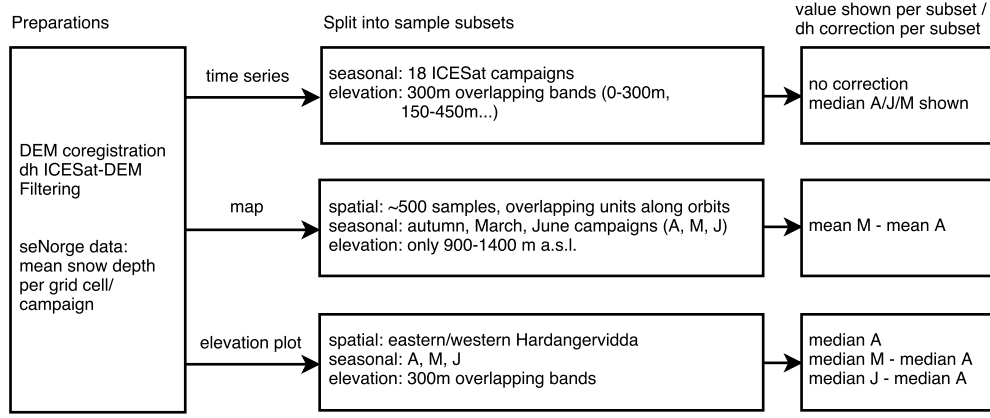 Preparations
Split into sample subsets
value shown per subset /
dh correction per subset
DEM coregistration
dh ICESat-DEM
Filtering
seNorge data:
mean snow depth
per grid cell/
campaign
time series
seasonal: 18 ICESat campaigns
elevation: 300m overlapping bands (0-300m,
150-450m...)
no correction
median A/J/M shown
map
spatial: ~500 samples, overlapping units along orbits
seasonal: autumn, March, June campaigns (A, M, J)
elevation: only 900-1400 m a.s.l.
mean M - mean A
elevation plot
spatial: eastern/western Hardangervidda
seasonal: A, M, J
elevation: 300m overlapping bands
median A
median M - median A
median J - median A